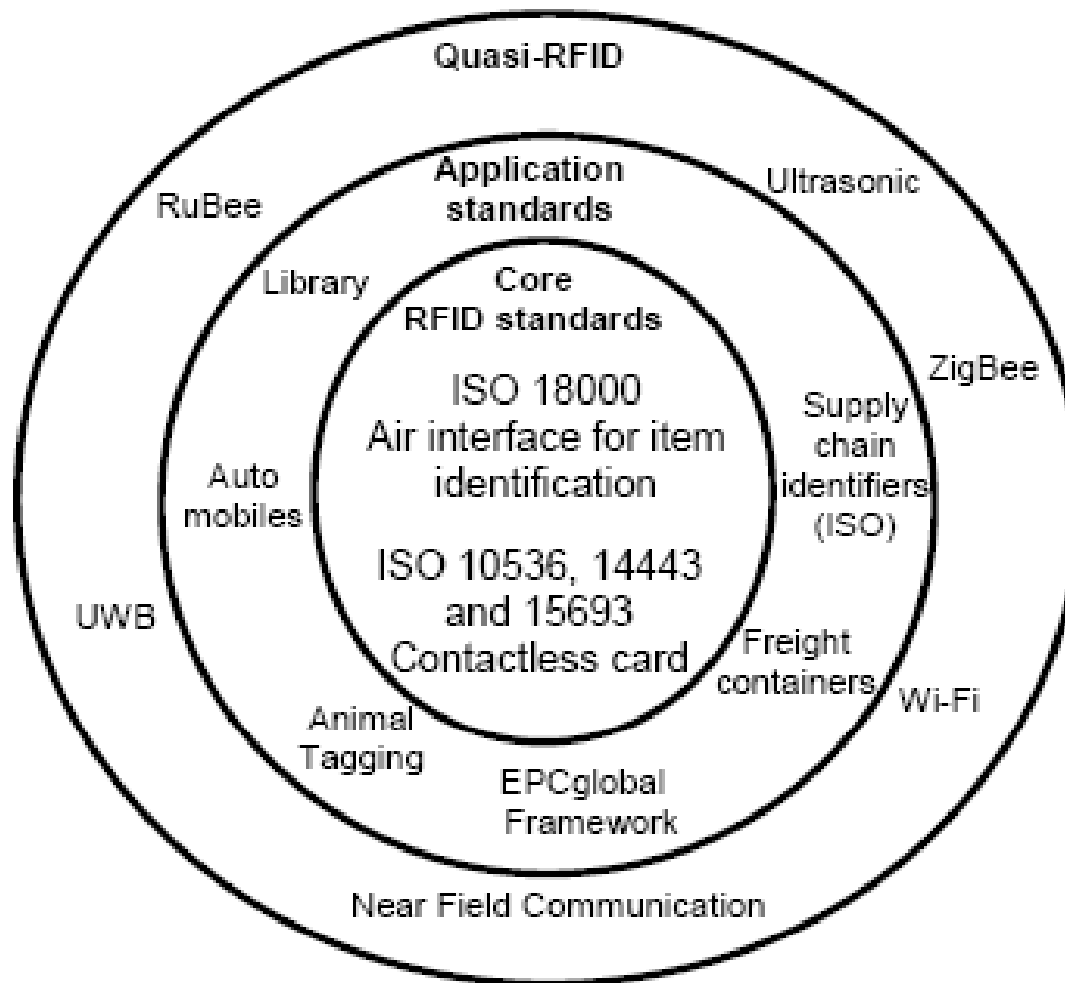 Quasi-RFID
RuBee
Ultrasonic
ZigBee
UWB
Wi-Fi
Near Field Communication
Application
standards
Library
Auto
mobiles
Supply
chain
identifiers
(ISO)
Freight
containers
Animal
Tagging
EPCglobal
Framework
Core
RFID standards
ISO 18000
Air interface for item
identification
ISO 10536, 14443
and 15693
Contactless card